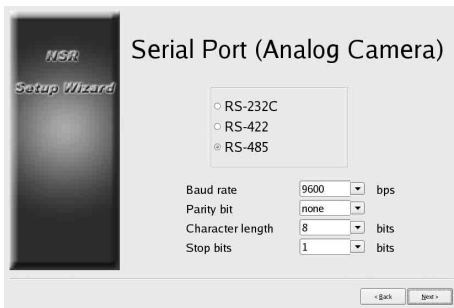 NSR
Setup Wizard
Serial Port (Analog Camera)
RS-232C
RS-422
RS-485
Baud rate 9600 bps
Parity bit none
Character length 8 bits
Stop bits 1 bits
< Back Next >